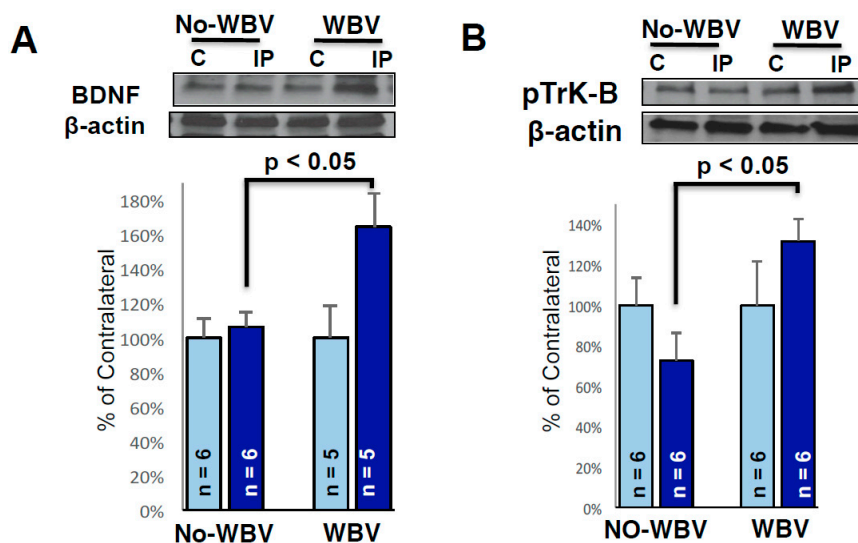 A
No-WBV WBV
C IP C IP
BDNF
β-actin
p < 0.05
% of Contralateral
180%
160%
140%
120%
100%
80%
60%
40%
20%
0%
n = 6
n = 6
n = 5
n = 5
No-WBV WBV
B
No-WBV WBV
C IP C IP
pTrK-B
β-actin
p < 0.05
% of Contralateral
140%
120%
100%
80%
60%
40%
20%
0%
n = 6
n = 6
n = 6
n = 6
NO-WBV WBV